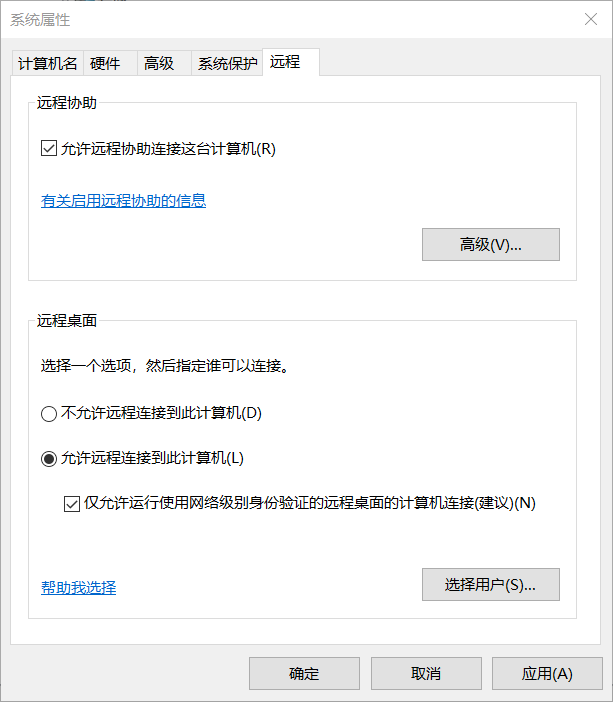 系统属性
计算机名 硬件 高级 系统保护 远程
远程协助
允许远程协助连接这台计算机(R)
有关启用远程协助的信息
高级(V)...
远程桌面
选择一个选项，然后指定谁可以连接。
不允许远程连接到此计算机(D)
允许远程连接到此计算机(L)
仅允许运行使用网络级别身份验证的远程桌面的计算机连接(建议)(N)
帮助我选择 选择用户(S)...
确定 取消 应用(A)